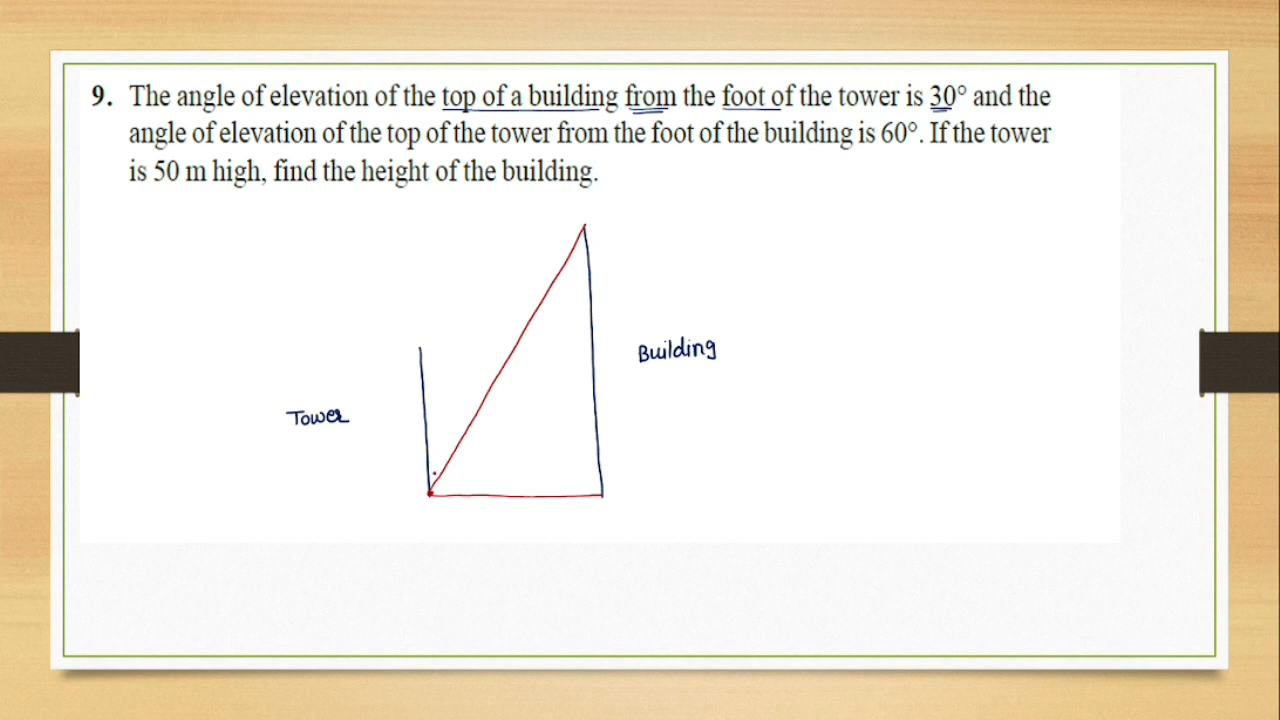 9. The angle of elevation of the top of a building from the foot of the tower is 30° and the
angle of elevation of the top of the tower from the foot of the building is 60°. If the tower
is 50 m high, find the height of the building.
Building
Tower